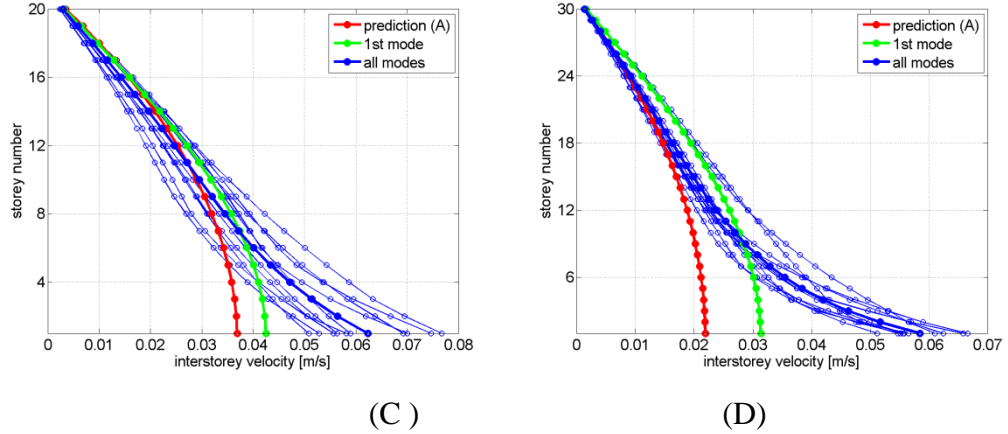 20
16
12
8
4
0 0.01 0.02 0.03 0.04 0.05 0.06 0.07 0.08
storey number
interstorey velocity [m/s]
prediction (A)
1st mode
all modes
(C )
30
24
18
12
6
0 0.01 0.02 0.03 0.04 0.05 0.06 0.07
storey number
interstorey velocity [m/s]
prediction (A)
1st mode
all modes
(D)